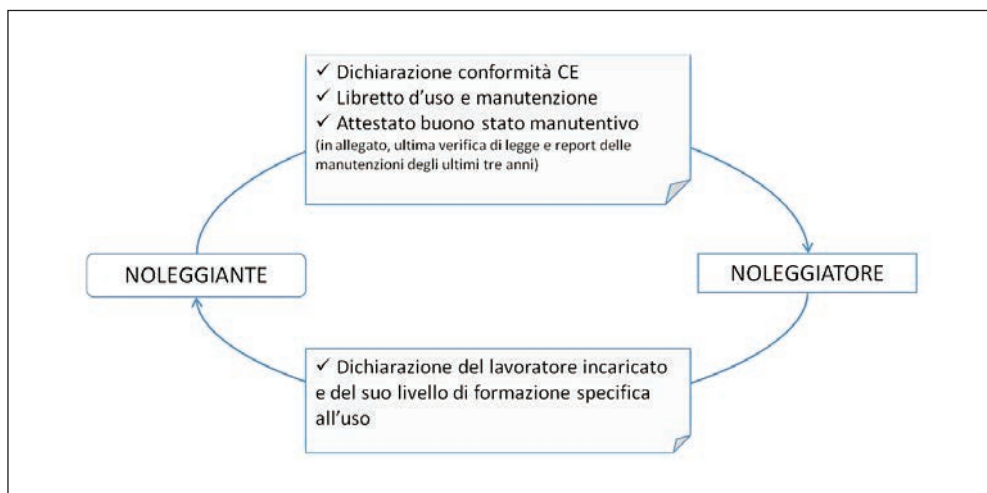 ✓ Dichiarazione conformità CE
✓ Libretto d'uso e manutenzione
✓ Attestato buono stato manutentivo
(in allegato, ultima verifica di legge e report delle
manutenzioni degli ultimi tre anni)
NOLEGGIANTE
NOLEGGIATORE
✓ Dichiarazione del lavoratore incaricato
e del suo livello di formazione specifica
all'uso